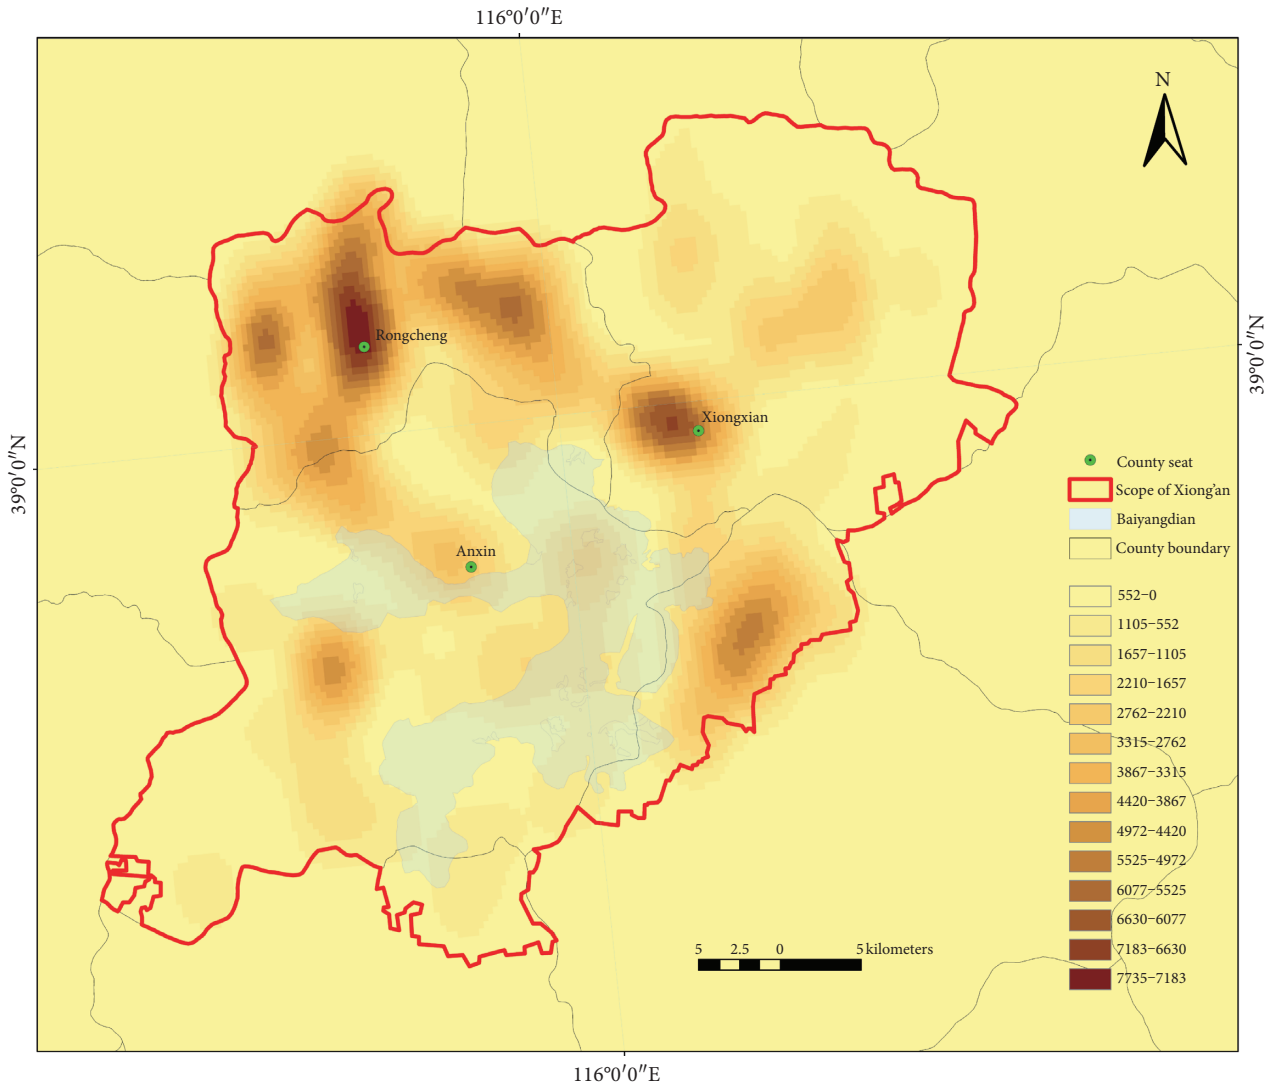 116°0′0″E
N
Rongcheng
39°0′0″N
Xiongxian
39°0′0″N
County seat
Scope of Xiong'an
Baiyangdian
County boundary
Anxin
552−0
1105−552
1657−1105
2210−1657
2762−2210
3315−2762
3867−3315
4420−3867
4972−4420
5525−4972
6077−5525
6630−6077
7183−6630
7735−7183
5 2.5 0 5 kilometers
116°0′0″E